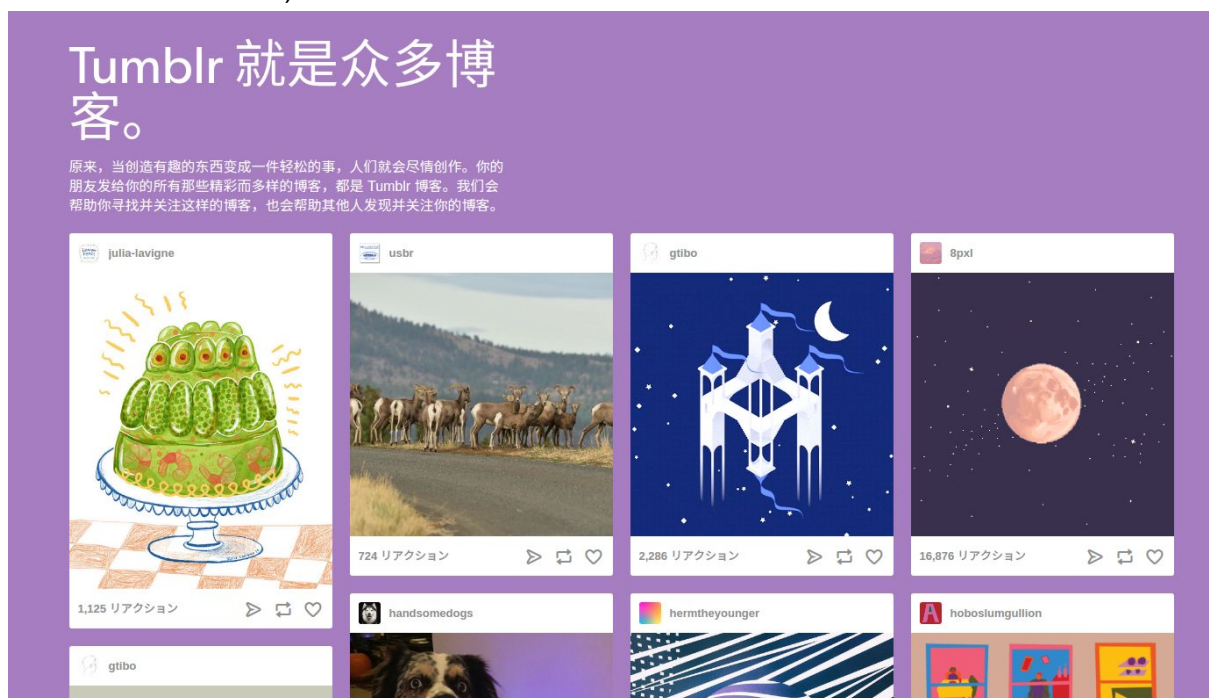 Tumblr 就是众多博
客。
原来，当创造有趣的东西变成一件轻松的事，人们就会尽情创作。你的
朋友发给你的所有那些精彩而多样的博客，都是 Tumblr 博客。我们会
帮助你寻找并关注这样的博客，也会帮助其他人发现并关注你的博客。
julia-lavigne
usbr
gtibo
8pxl
724 リアクション
2,286 リアクション
16,876 リアクション
1,125 リアクション
handsomedogs
hermtheyounger
hoboslumgullion
gtibo